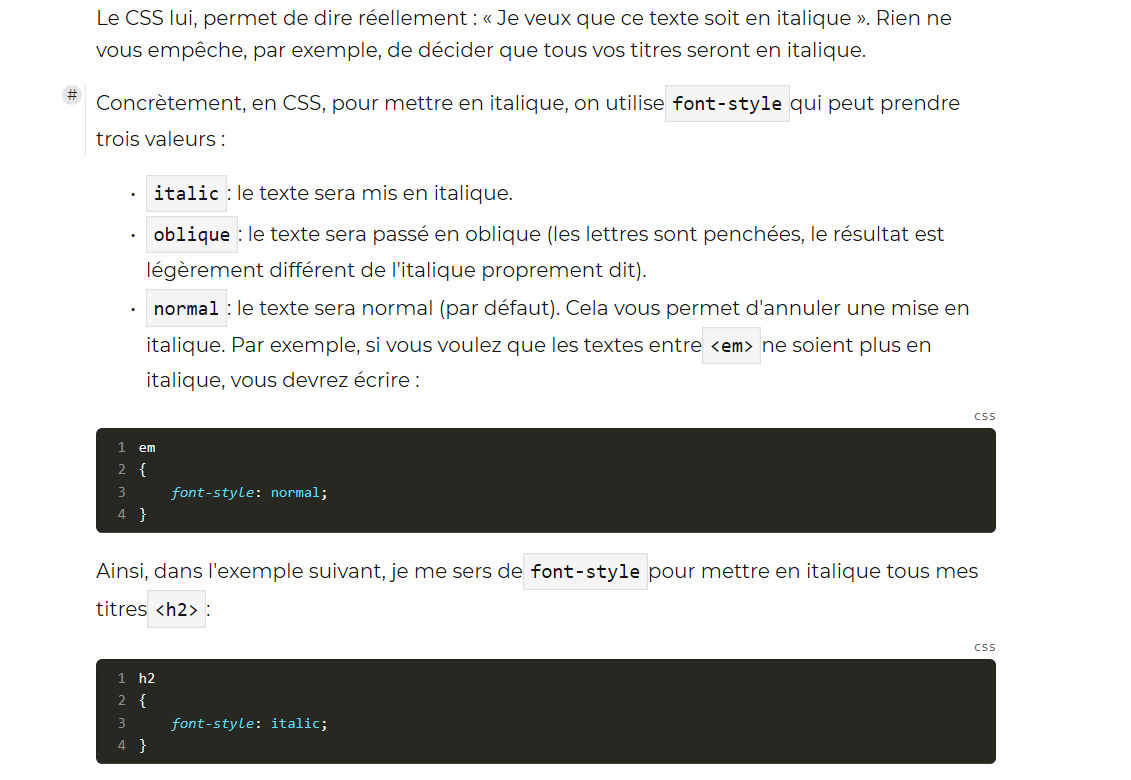 Le CSS lui, permet de dire réellement : « Je veux que ce texte soit en italique ». Rien ne
vous empêche, par exemple, de décider que tous vos titres seront en italique.
#
Concrètement, en CSS, pour mettre en italique, on utilise font-style qui peut prendre
trois valeurs :
• italic : le texte sera mis en italique.
• oblique : le texte sera passé en oblique (les lettres sont penchées, le résultat est
légèrement différent de l'italique proprement dit).
• normal : le texte sera normal (par défaut). Cela vous permet d'annuler une mise en
italique. Par exemple, si vous voulez que les textes entre <em> ne soient plus en
italique, vous devrez écrire :
CSS
1 em
2 {
3     font-style: normal;
4 }
Ainsi, dans l'exemple suivant, je me sers de font-style pour mettre en italique tous mes
titres <h2> :
CSS
1 h2
2 {
3     font-style: italic;
4 }